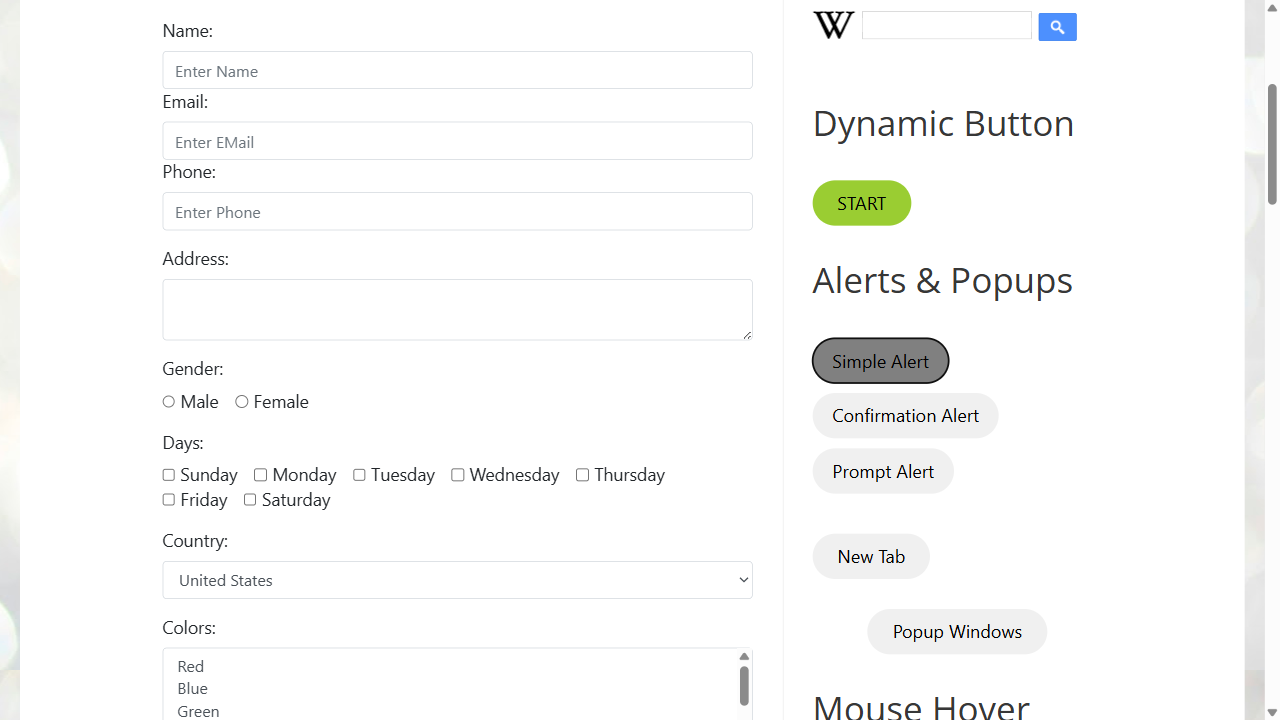 Name:
Enter Name
Email:
Enter EMail
Phone:
Enter Phone
Address:
Gender:
Male Female
Days:
Sunday Monday Tuesday Wednesday Thursday
Friday Saturday
Country:
United States
Colors:
Red
Blue
Green
W
Dynamic Button
START
Alerts & Popups
Simple Alert
Confirmation Alert
Prompt Alert
New Tab
Popup Windows
Mouse Hover